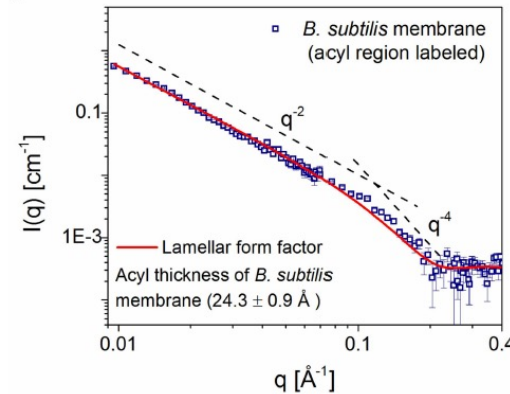 B. subtilis membrane
(acyl region labeled)
q-2
0.1
I(q) [cm-1]
q-4
1E-3
Lamellar form factor
Acyl thickness of B. subtilis
membrane (24.3 ± 0.9 Å )
0.01
0.1
0.4
q [Å-1]